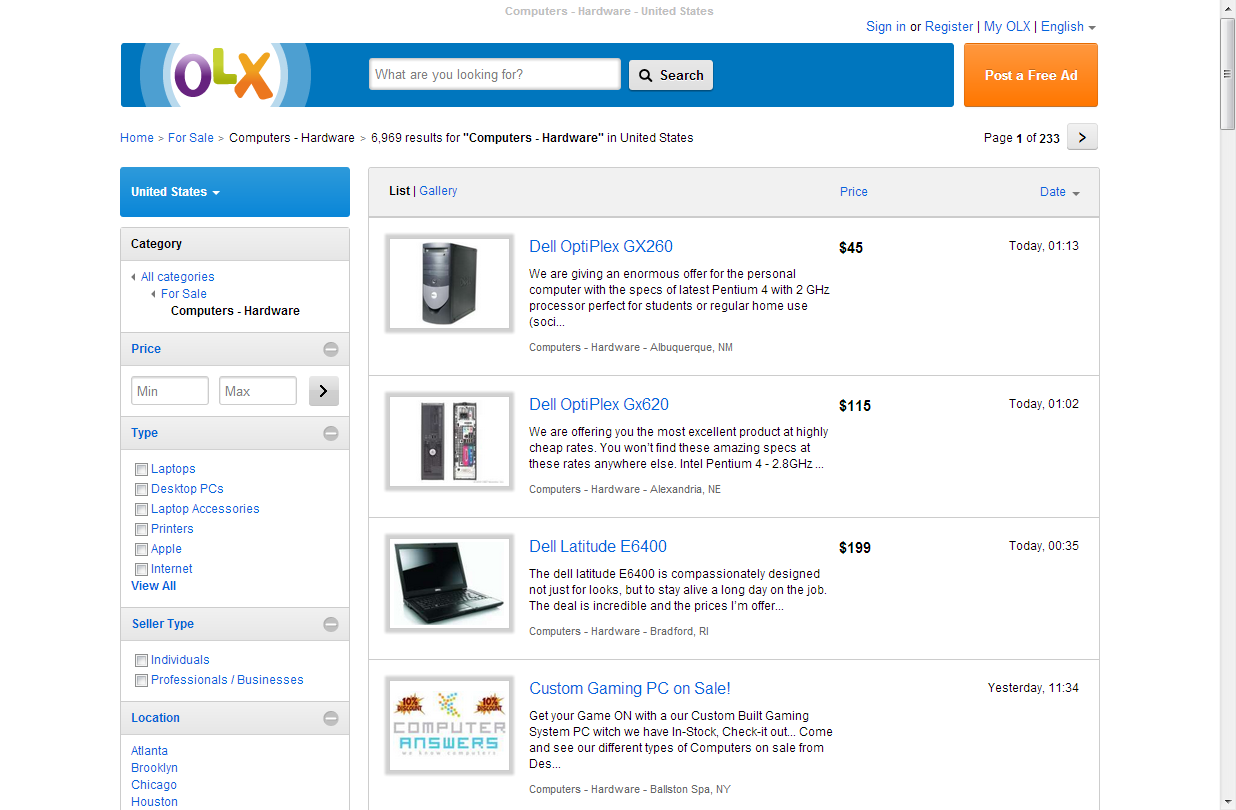 Computers - Hardware - United States
Sign in or Register | My OLX | English
OLX
What are you looking for?
Search
Post a Free Ad
Home > For Sale > Computers - Hardware > 6,969 results for "Computers - Hardware" in United States
Page 1 of 233
United States
Category
All categories
For Sale
Computers - Hardware
Price
Min
Max
Type
Laptops
Desktop PCs
Laptop Accessories
Printers
Apple
Internet
View All
Seller Type
Individuals
Professionals / Businesses
Location
Atlanta
Brooklyn
Chicago
Houston
List | Gallery
Price
Date
Dell OptiPlex GX260
$45
Today, 01:13
We are giving an enormous offer for the personal
computer with the specs of latest Pentium 4 with 2 GHz
processor perfect for students or regular home use
(soci...
Computers - Hardware - Albuquerque, NM
Dell OptiPlex Gx620
$115
Today, 01:02
We are offering you the most excellent product at highly
cheap rates. You won't find these amazing specs at
these rates anywhere else. Intel Pentium 4 - 2.8GHz ...
Computers - Hardware - Alexandria, NE
Dell Latitude E6400
$199
Today, 00:35
The dell latitude E6400 is compassionately designed
not just for looks, but to stay alive a long day on the job.
The deal is incredible and the prices I'm offer...
Computers - Hardware - Bradford, RI
10%
DISCOUNT
10%
DISCOUNT
COMPUTER
ANSWERS
we know computers
Custom Gaming PC on Sale!
Yesterday, 11:34
Get your Game ON with a our Custom Built Gaming
System PC witch we have In-Stock, Check-it out... Come
and see our different types of Computers on sale from
Des...
Computers - Hardware - Ballston Spa, NY